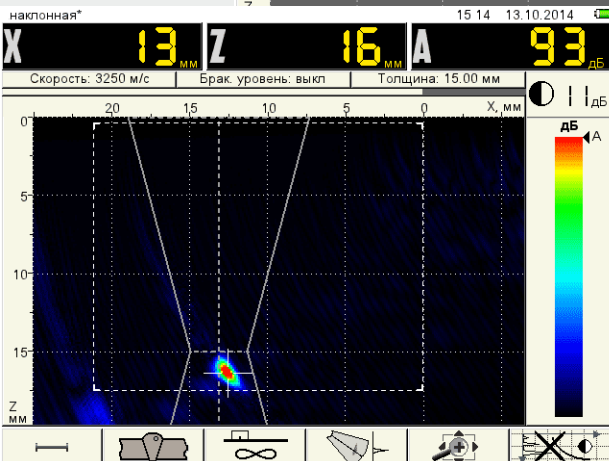 Z
наклонная* 15 14 13.10.2014
X 13 мм Z 16 мм A 93 дБ
Скорость: 3250 м/с Брак. уровень: выкл Толщина: 15.00 мм
11 дБ
20 15 10 5 0 X, мм
дБ
A
0
5
10
15
Z
мм